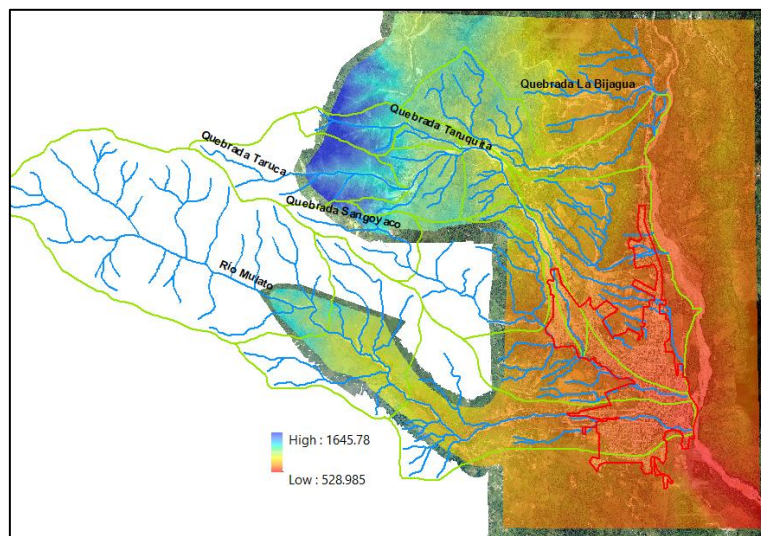 Quebrada La Bijagua
Quebrada Taruquita
Quebrada Taruca
Quebrada Sangoyaco
Río Mulato
High : 1645.78
Low : 528.985